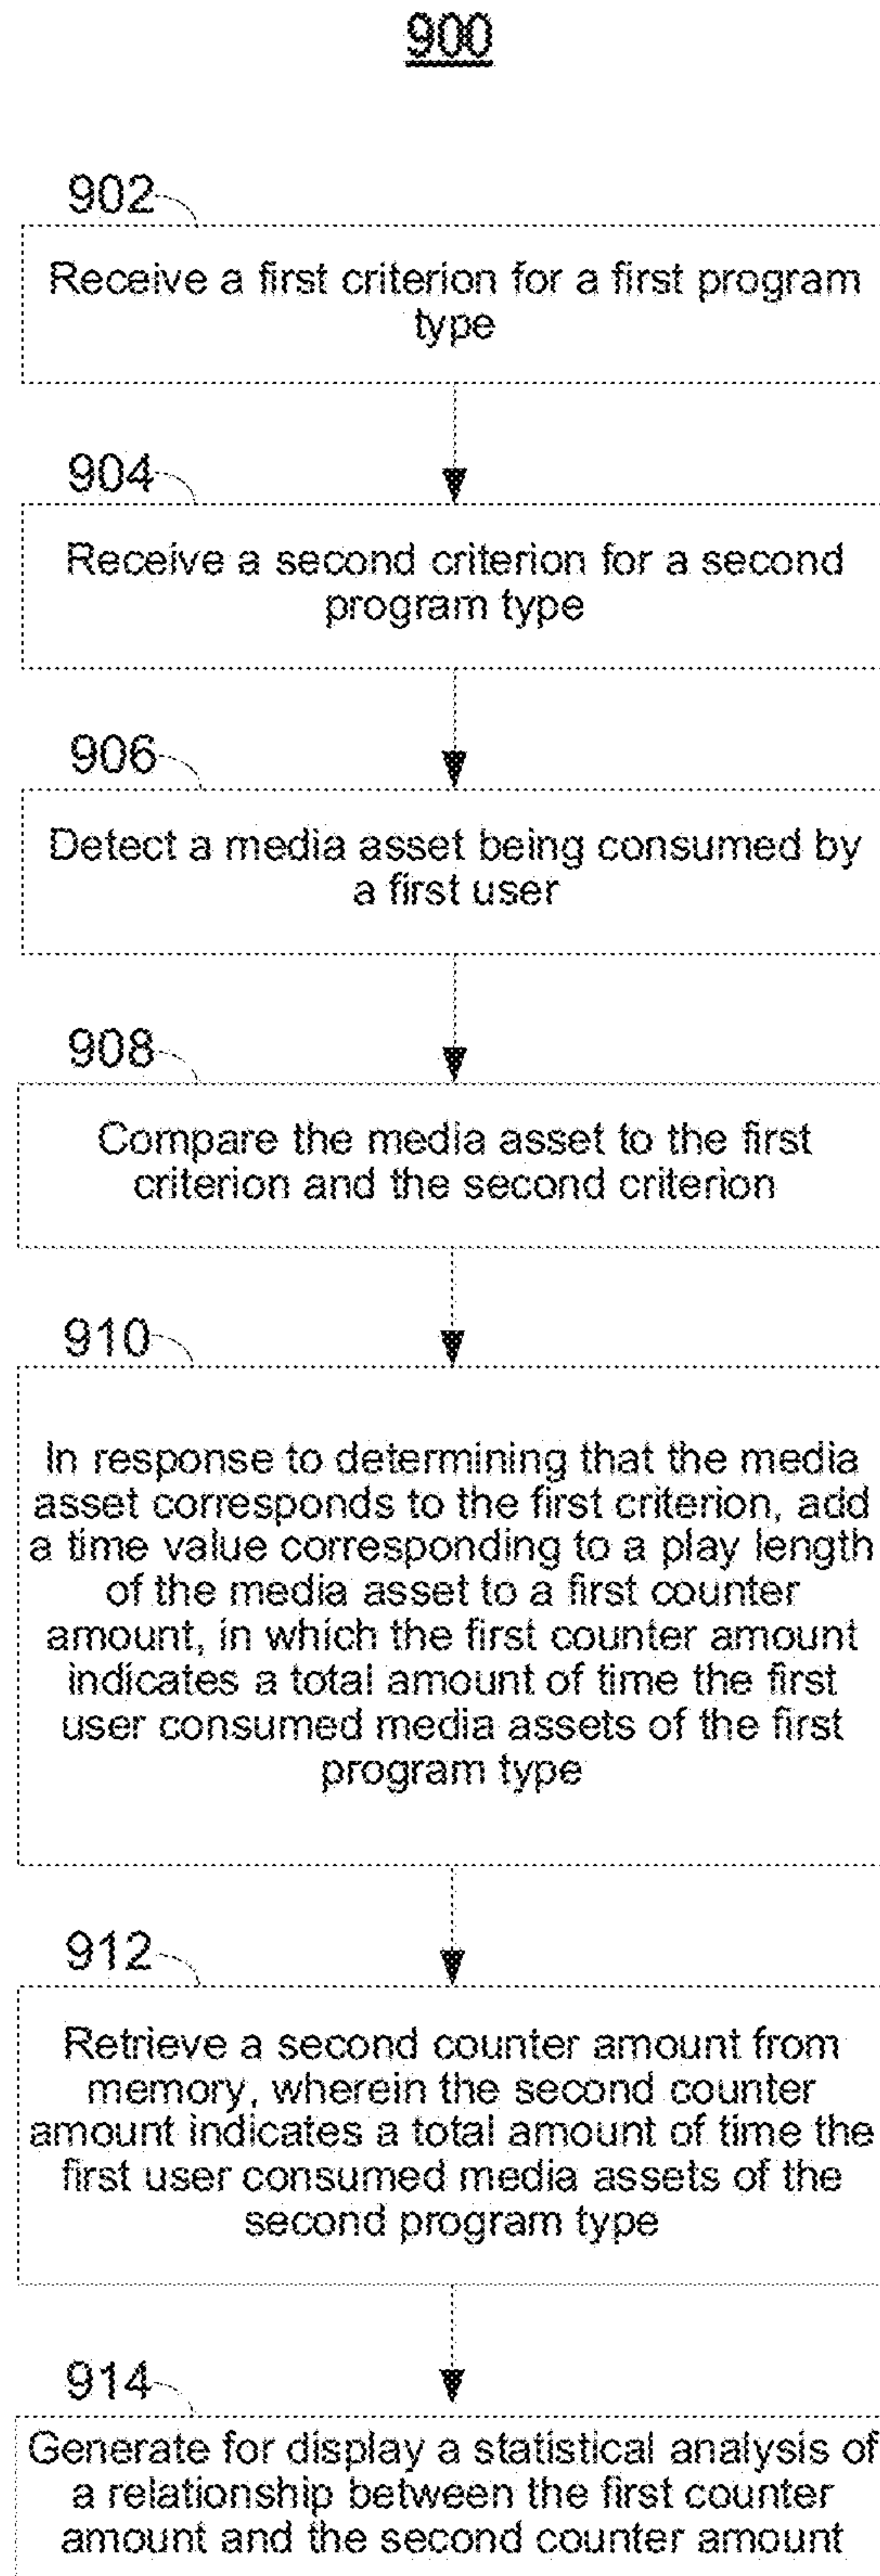 900
902
Receive a first criterion for a first program
type
904
Receive a second criterion for a second
program type
906
Detect a media asset being consumed by
a first user
908
Compare the media asset to the first
criterion and the second criterion
910
In response to determining that the media
asset corresponds to the first criterion, add
a time value corresponding to a play length
of the media asset to a first counter
amount, in which the first counter amount
indicates a total amount of time the first
user consumed media assets of the first
program type
912
Retrieve a second counter amount from
memory, wherein the second counter
amount indicates a total amount of time the
first user consumed media assets of the
second program type
914
Generate for display a statistical analysis of
a relationship between the first counter
amount and the second counter amount